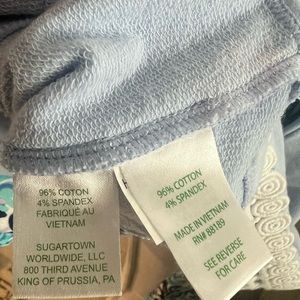 96% COTON
4% SPANDEX
FABRIQUÉ AU
VIETNAM
SUGARTOWN
WORLDWIDE, LLC
800 THIRD AVENUE
KING OF PRUSSIA, PA
96% COTTON
4% SPANDEX
MADE IN VIETNAM
RN# 88189
SEE REVERSE
FOR CARE